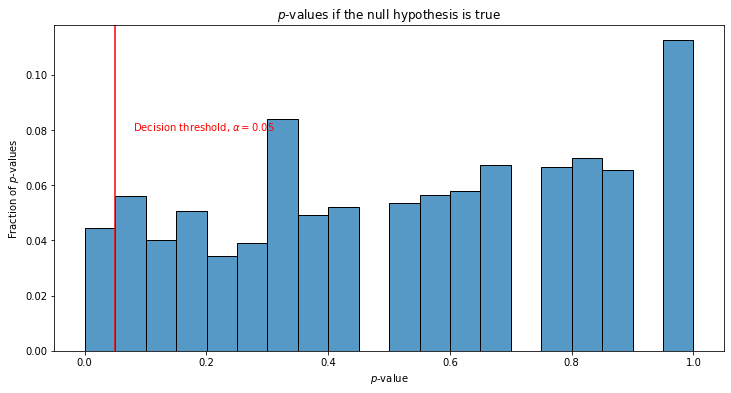 p-values if the null hypothesis is true
Fraction of p-values
0.10
0.08
0.06
0.04
0.02
0.00
Decision threshold, α = 0.05
0.0 0.2 0.4 0.6 0.8 1.0
p-value